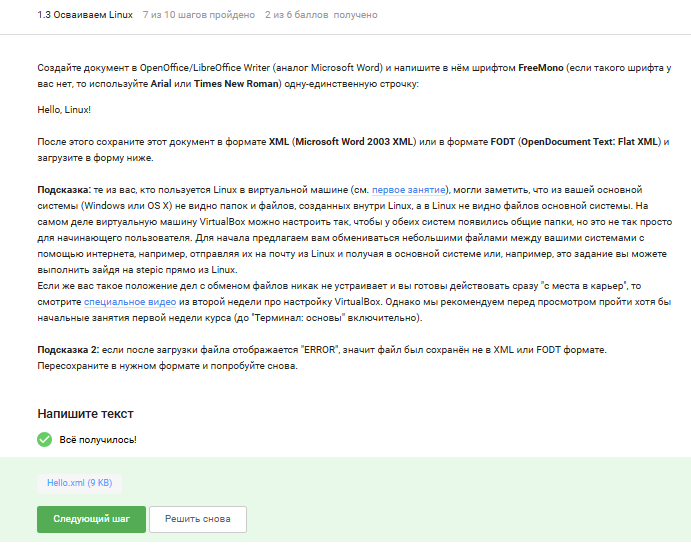 1.3 Осваиваем Linux 7 из 10 шагов пройдено 2 из 6 баллов получено
Создайте документ в OpenOffice/LibreOffice Writer (аналог Microsoft Word) и напишите в нём шрифтом FreeMono (если такого шрифта у
вас нет, то используйте Arial или Times New Roman) одну-единственную строчку:
Hello, Linux!
После этого сохраните этот документ в формате XML (Microsoft Word 2003 XML) или в формате FODT (OpenDocument Text: Flat XML) и
загрузите в форму ниже.
Подсказка: те из вас, кто пользуется Linux в виртуальной машине (см. первое занятие), могли заметить, что из вашей основной
системы (Windows или OS X) не видно папок и файлов, созданных внутри Linux, а в Linux не видно файлов основной системы. На
самом деле виртуальную машину VirtualBox можно настроить так, чтобы у обеих систем появились общие папки, но это не так просто
для начинающего пользователя. Для начала предлагаем вам обмениваться небольшими файлами между вашими системами с
помощью интернета, например, отправляя их на почту из Linux и получая в основной системе или, например, это задание вы можете
выполнить зайдя на stepic прямо из Linux.
Если же вас такое положение дел с обменом файлов никак не устраивает и вы готовы действовать сразу "с места в карьер", то
смотрите специальное видео из второй недели про настройку VirtualBox. Однако мы рекомендуем перед просмотром пройти хотя бы
начальные занятия первой недели курса (до "Терминал: основы" включительно).
Подсказка 2: если после загрузки файла отображается "ERROR", значит файл был сохранён не в XML или FODT формате.
Пересохраните в нужном формате и попробуйте снова.
Напишите текст
Всё получилось!
Hello.xml (9 KB)
Следующий шаг Решить снова